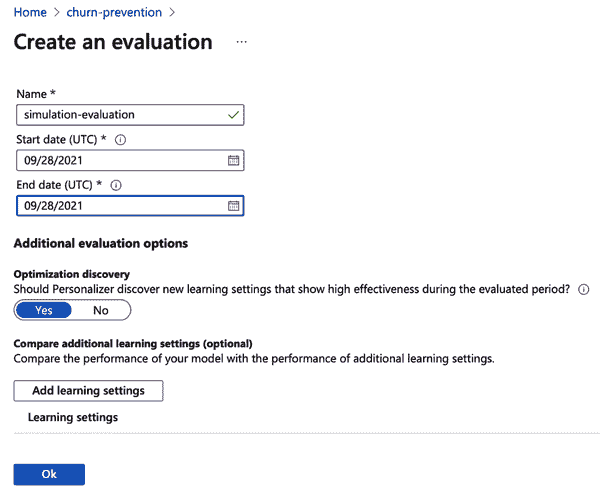 Home > churn-prevention >
Create an evaluation ...
Name *
simulation-evaluation
Start date (UTC) *
09/28/2021
End date (UTC) *
09/28/2021
Additional evaluation options
Optimization discovery
Should Personalizer discover new learning settings that show high effectiveness during the evaluated period?
Yes No
Compare additional learning settings (optional)
Compare the performance of your model with the performance of additional learning settings.
Add learning settings
Learning settings
Ok